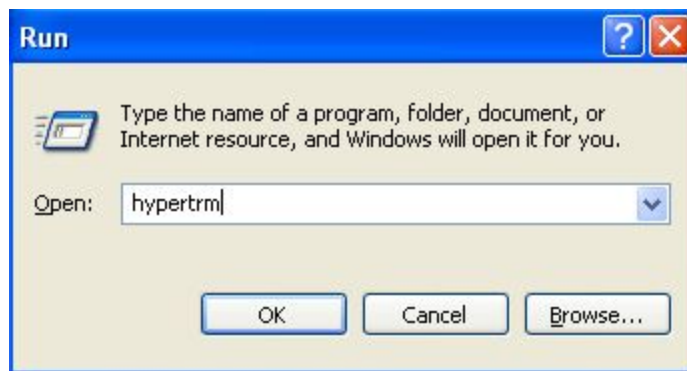 Run
Type the name of a program, folder, document, or
Internet resource, and Windows will open it for you.
Open: hypertrm
OK Cancel Browse...